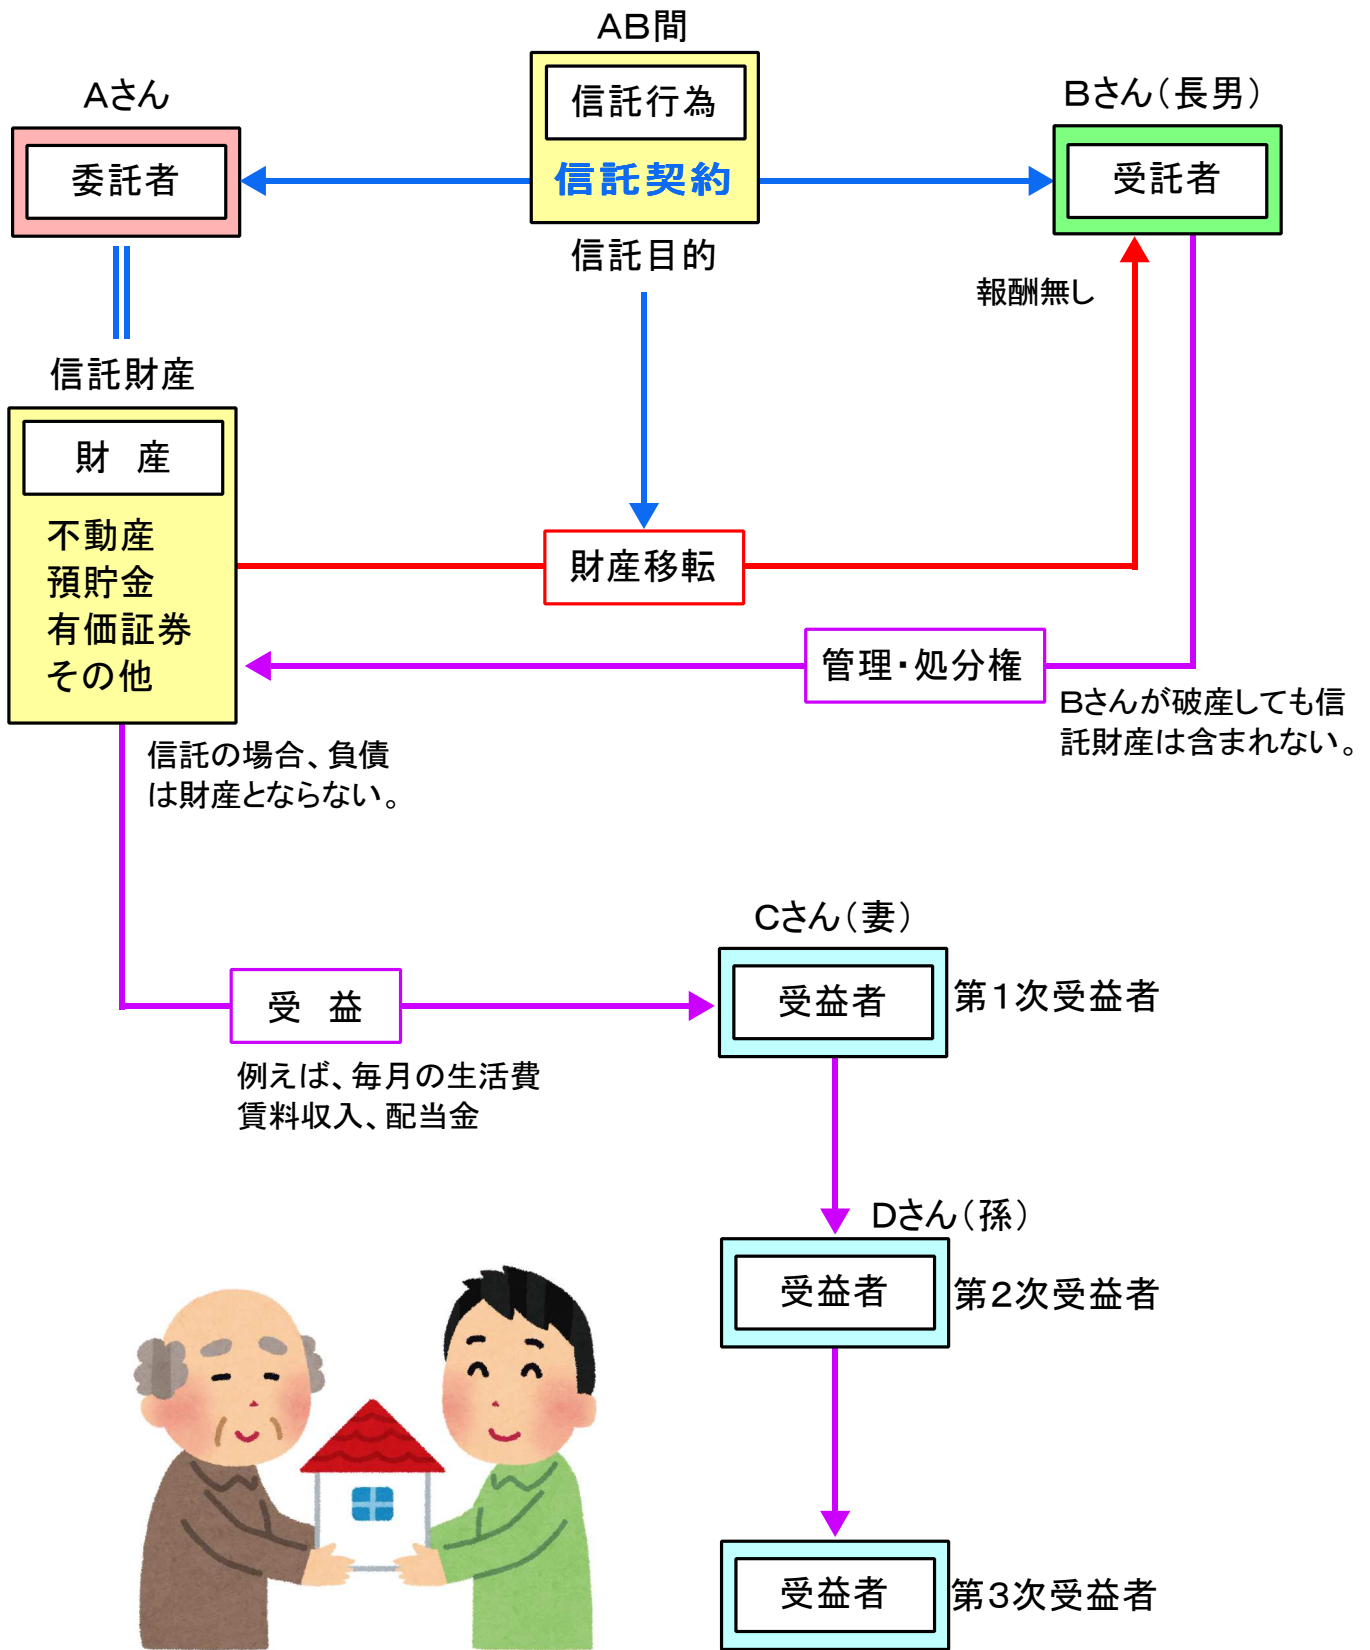 AB間
信託行為
信託契約
信託目的
Aさん
委託者
Bさん(長男)
受託者
報酬無し
信託財産
財 産
不動産
預貯金
有価証券
その他
財産移転
管理・処分権
Bさんが破産しても信
託財産は含まれない。
信託の場合、負債
は財産とならない。
受 益
例えば、毎月の生活費
賃料収入、配当金
Cさん(妻)
受益者
第1次受益者
Dさん(孫)
受益者
第2次受益者
受益者
第3次受益者